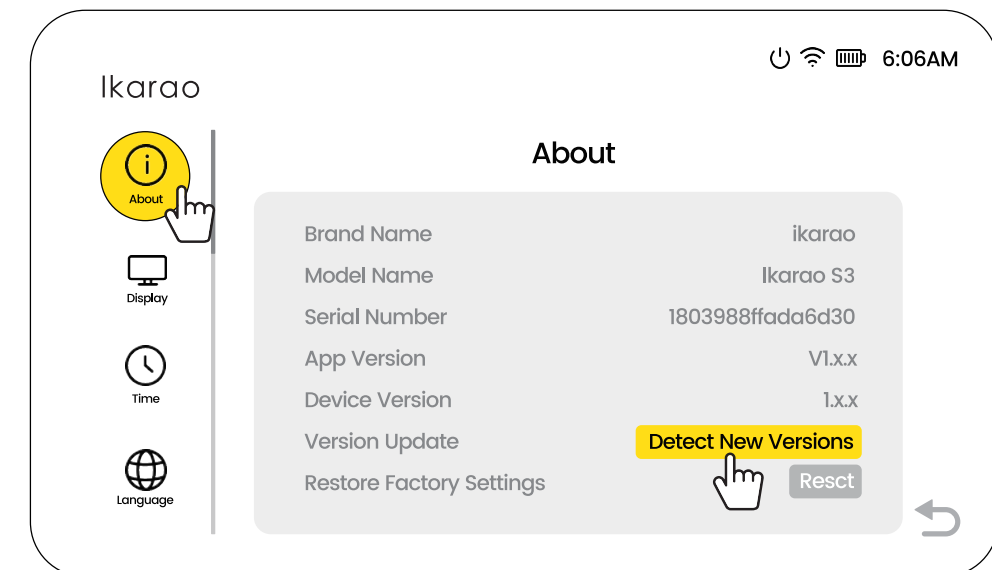 6:06AM
Ikarao
About
About
Brand Name ikarao
Model Name Ikarao S3
Serial Number 1803988ffada6d30
App Version V1.x.x
Device Version 1.x.x
Version Update Detect New Versions
Restore Factory Settings Resct
Display
Time
Language